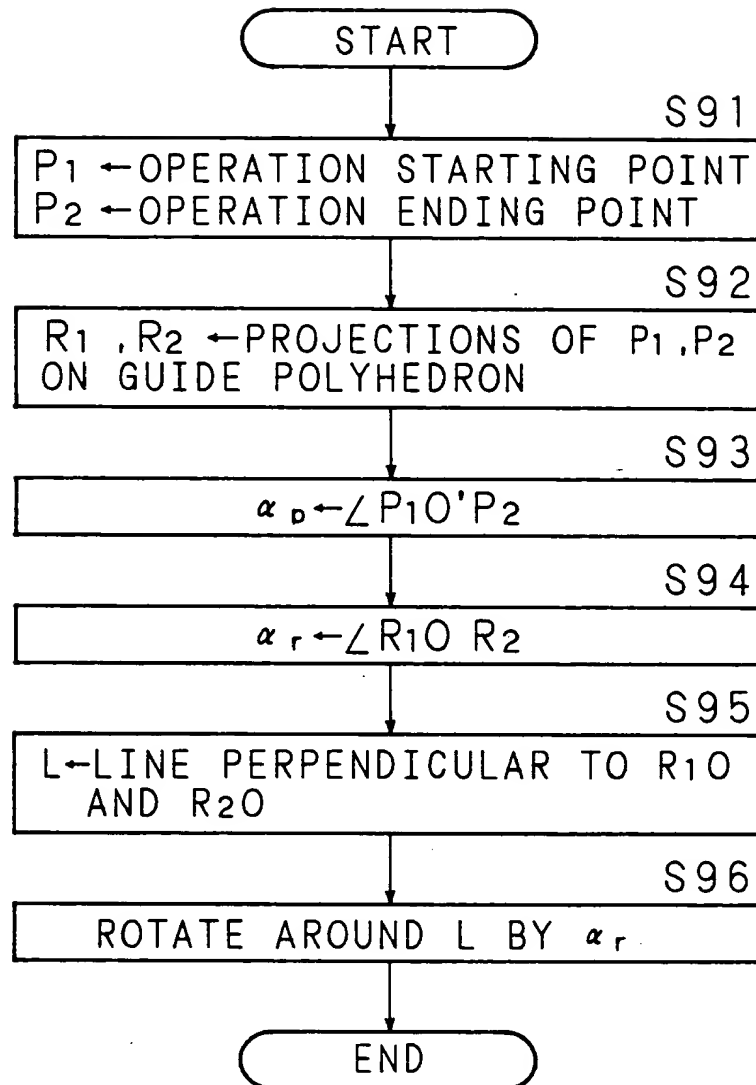 START
S91
P1 ←OPERATION STARTING POINT
P2 ←OPERATION ENDING POINT
S92
R1 ,R2 ←PROJECTIONS OF P1,P2
ON GUIDE POLYHEDRON
S93
α p←∠P1O'P2
S94
α r←∠R1O R2
S95
L←LINE PERPENDICULAR TO R1O
AND R2O
S96
ROTATE AROUND L BY α r
END